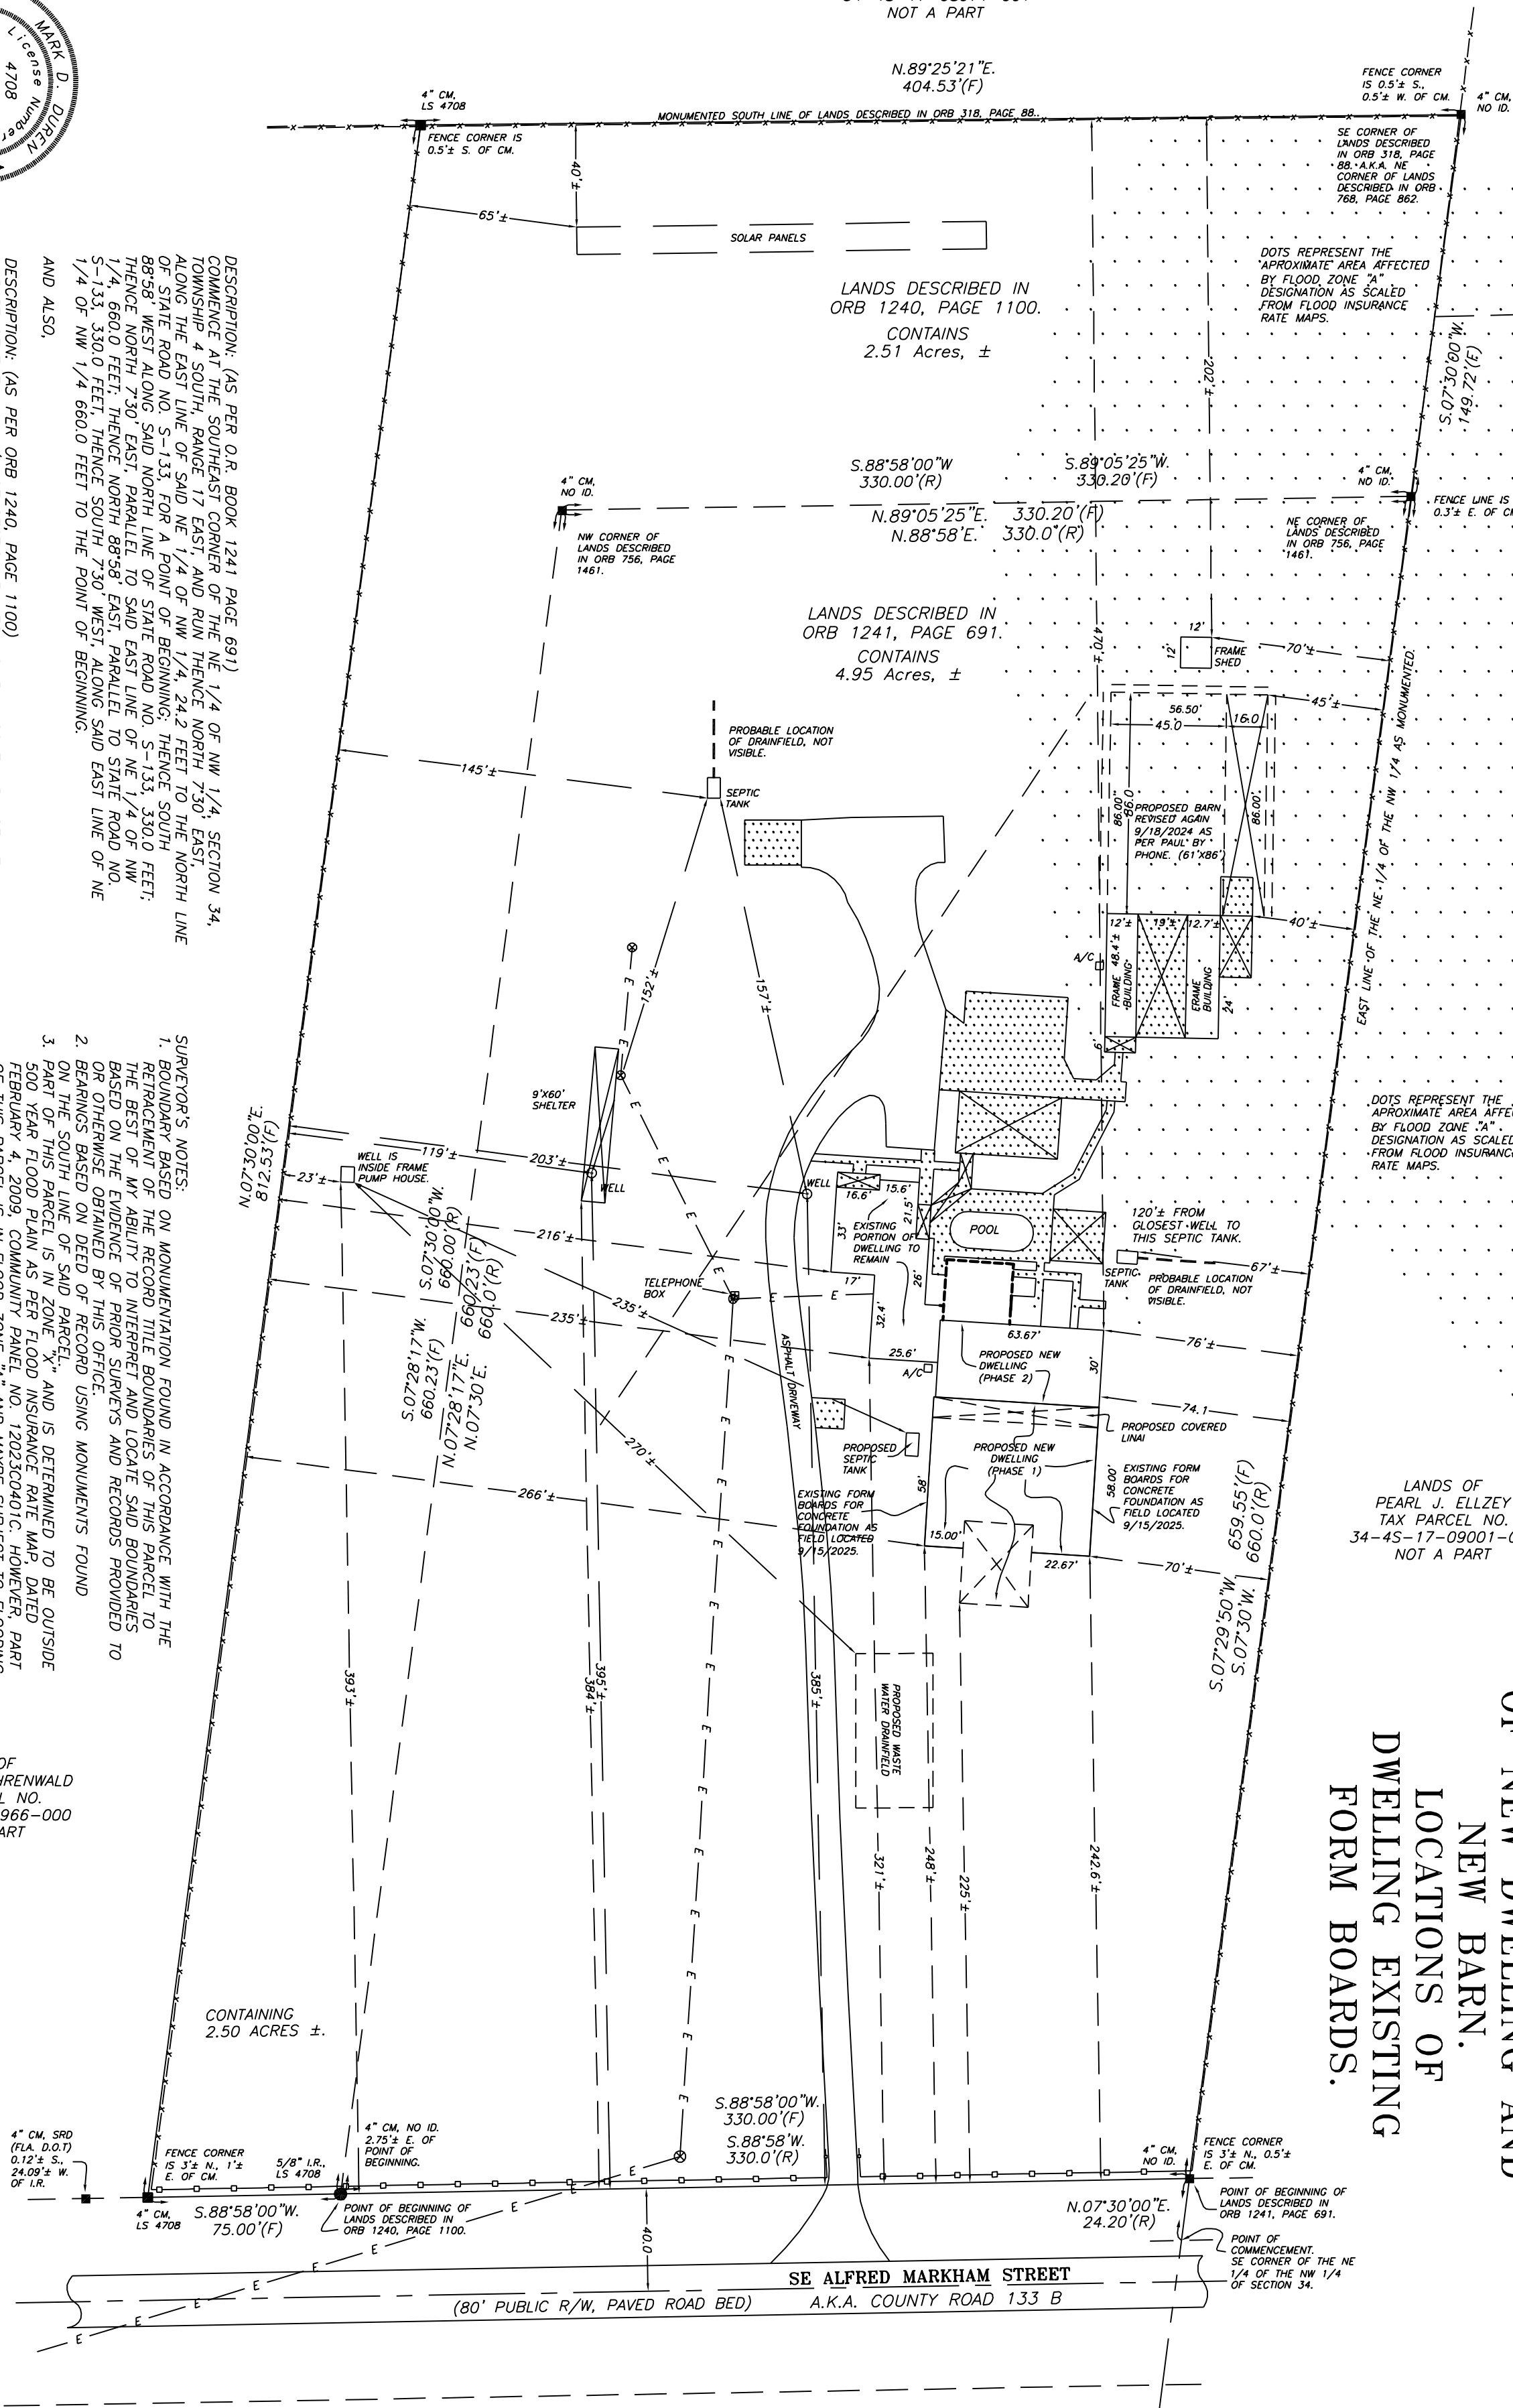 NOT A PART
N.89°25'21"E.
404.53'(F)
FENCE CORNER
IS 0.5'± S.,
0.5'± W. OF CM.
4" CM,
NO ID.
4" CM,
LS 4708
MONUMENTED SOUTH LINE OF LANDS DESCRIBED IN ORB 318, PAGE 88.
FENCE CORNER IS
0.5'± S. OF CM.
SE CORNER OF
LANDS DESCRIBED
IN ORB 318, PAGE
88. A.K.A. NE
CORNER OF LANDS
DESCRIBED IN ORB
768, PAGE 862.
MARK D. DUREN
License Number
4708
40'±
65'±
SOLAR PANELS
DOTS REPRESENT THE
APROXIMATE AREA AFFECTED
BY FLOOD ZONE "A"
DESIGNATION AS SCALED
FROM FLOOD INSURANCE
RATE MAPS.
LANDS DESCRIBED IN
ORB 1240, PAGE 1100.
CONTAINS
2.51 Acres, ±
202'±
S.07°30'00"W.
149.72'(F)
S.88°58'00"W
330.00'(R)
S.89°05'25"W.
330.20'(F)
4" CM,
NO ID.
4" CM,
NO ID.
FENCE LINE IS
0.3'± E. OF
N.89°05'25"E. 330.20'(F)
N.88°58'E. 330.0'(R)
NW CORNER OF
LANDS DESCRIBED
IN ORB 756, PAGE
1461.
NE CORNER OF
LANDS DESCRIBED
IN ORB 756, PAGE
1461.
LANDS DESCRIBED IN
ORB 1241, PAGE 691.
CONTAINS
4.95 Acres, ±
470'±
12'
12'
FRAME
SHED
70'±
DESCRIPTION: (AS PER O.R. BOOK 1241 PAGE 691)
COMMENCE AT THE SOUTHEAST CORNER OF THE NE 1/4 OF NW 1/4, SECTION 34,
TOWNSHIP 4 SOUTH, RANGE 17 EAST, AND RUN THENCE NORTH 7°30' EAST,
ALONG THE EAST LINE OF SAID NE 1/4 OF NW 1/4, 24.2 FEET TO THE NORTH LINE
OF STATE ROAD NO. S-133, FOR A POINT OF BEGINNING; THENCE SOUTH
88°58' WEST ALONG SAID NORTH LINE OF STATE ROAD NO. S-133, 330.0 FEET;
THENCE NORTH 7°30' EAST, PARALLEL TO SAID EAST LINE OF NE 1/4 OF NW
1/4, 660.0 FEET; THENCE NORTH 88°58' EAST, PARALLEL TO STATE ROAD NO.
S-133, 330.0 FEET, THENCE SOUTH 7°30' WEST, ALONG SAID EAST LINE OF NE
1/4 OF NW 1/4 660.0 FEET TO THE POINT OF BEGINNING.
AND ALSO,
DESCRIPTION: (AS PER ORB 1240, PAGE 1100)
PROBABLE LOCATION
OF DRAINFIELD, NOT
VISIBLE.
145'±
SEPTIC
TANK
56.50'
45.0
16.0
45'±
86.00'
86.0
86.00'
PROPOSED BARN
REVISED AGAIN
9/18/2024 AS
PER PAUL BY
PHONE. (61'X86')
EAST LINE OF THE NE 1/4 OF THE NW 1/4 AS MONUMENTED.
12'±
19'±
12.7'±
40'±
A/C
FRAME 48.4'±
BUILDING
FRAME
BUILDING
24'
6'
152'±
157'±
9'X60'
SHELTER
SURVEYOR'S NOTES:
1. BOUNDARY BASED ON MONUMENTATION FOUND IN ACCORDANCE WITH THE
RETRACEMENT OF THE RECORD TITLE BOUNDARIES OF THIS PARCEL TO
THE BEST OF MY ABILITY TO INTERPRET AND LOCATE SAID BOUNDARIES
BASED ON THE EVIDENCE OF PRIOR SURVEYS AND RECORDS PROVIDED TO
OR OTHERWISE OBTAINED BY THIS OFFICE.
2. BEARINGS BASED ON DEED OF RECORD USING MONUMENTS FOUND
ON THE SOUTH LINE OF SAID PARCEL.
3. PART OF THIS PARCEL IS IN ZONE "X" AND IS DETERMINED TO BE OUTSIDE
500 YEAR FLOOD PLAIN AS PER FLOOD INSURANCE RATE MAP, DATED
FEBRUARY 4, 2009, COMMUNITY PANEL NO. 12023C0401C. HOWEVER, PART
DOTS REPRESENT THE
APROXIMATE AREA
BY FLOOD ZONE "A"
DESIGNATION AS SCALED
FROM FLOOD INSURANCE
RATE MAPS.
N.07°30'00"E.
812.53'(F)
119'±
203'±
23'±
WELL IS
INSIDE FRAME
PUMP HOUSE.
WELL
WELL
16.6'
15.6'
33'
21.5'
EXISTING
PORTION OF
DWELLING TO
REMAIN
POOL
120'± FROM
CLOSEST WELL TO
THIS SEPTIC TANK.
67'±
SEPTIC
TANK
PROBABLE LOCATION
OF DRAINFIELD, NOT
VISIBLE.
216'±
17'
26'
TELEPHONE
BOX
E
E
S.07°30'00"W.
660.00'(R)
S.07°28'17"W.
660.23'(F)
N.07°28'17"E. 660.23'(F)
N.07°30'E. 660.0'(R)
235'±
235'±
32.4'
25.6'
A/C
63.67'
76'±
PROPOSED NEW
DWELLING
(PHASE 2)
30'
ASPHALT DRIVEWAY
74.1
PROPOSED COVERED
LINAI
270'±
PROPOSED
SEPTIC
TANK
58'
PROPOSED NEW
DWELLING
(PHASE 1)
58.00'
EXISTING FORM
BOARDS FOR
CONCRETE
FOUNDATION AS
FIELD LOCATED
9/15/2025.
EXISTING FORM
BOARDS FOR
CONCRETE
FOUNDATION AS
FIELD LOCATED
9/15/2025.
266'±
15.00'
22.67'
70'±
S.07°29'50"W. 659.55'(F)
S.07°30'W. 660.0'(R)
LANDS OF
PEARL J. ELLZEY
TAX PARCEL NO.
NOT A PART
NEW BARN.
LOCATIONS OF
DWELLING EXISTING
FORM BOARDS.
PROPOSED WASTE
WATER DRAINFIELD
393'±
395'±
384'±
385'±
321'±
248'±
225'±
242.6'±
OF
NO.
CONTAINING
2.50 ACRES ±.
S.88°58'00"W.
330.00'(F)
S.88°58'W.
330.0'(R)
4" CM, SRD
(FLA. D.O.T)
0.12'± S.,
24.09'± W.
OF I.R.
FENCE CORNER
IS 3'± N., 1'±
E. OF CM.
5/8" I.R.,
LS 4708
4" CM, NO ID.
2.75'± E. OF
POINT OF
BEGINNING.
4" CM,
NO ID.
FENCE CORNER
IS 3'± N., 0.5'±
E. OF CM.
4" CM,
LS 4708
S.88°58'00"W.
75.00'(F)
POINT OF BEGINNING OF
LANDS DESCRIBED IN
ORB 1240, PAGE 1100.
40.0
N.07°30'00"E.
24.20'(R)
POINT OF BEGINNING OF
LANDS DESCRIBED IN
ORB 1241, PAGE 691.
POINT OF
COMMENCEMENT.
SE CORNER OF THE NE
1/4 OF THE NW 1/4
OF SECTION 34.
SE ALFRED MARKHAM STREET
(80' PUBLIC R/W, PAVED ROAD BED) A.K.A. COUNTY ROAD 133 B